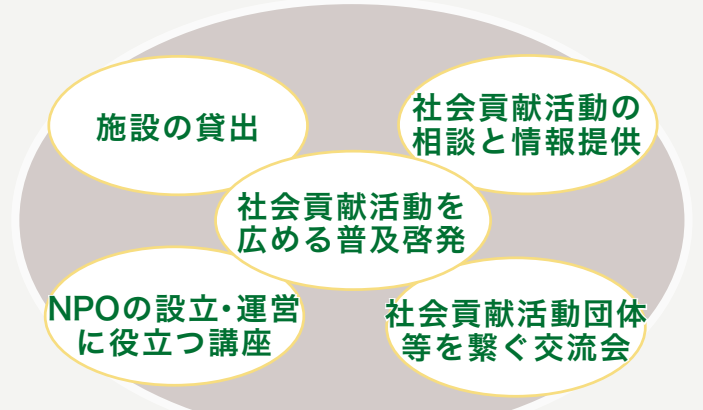 施設の貸出
社会貢献活動の
相談と情報提供
社会貢献活動を
広める普及啓発
NPOの設立・運営
に役立つ講座
社会貢献活動団体
等を繋ぐ交流会